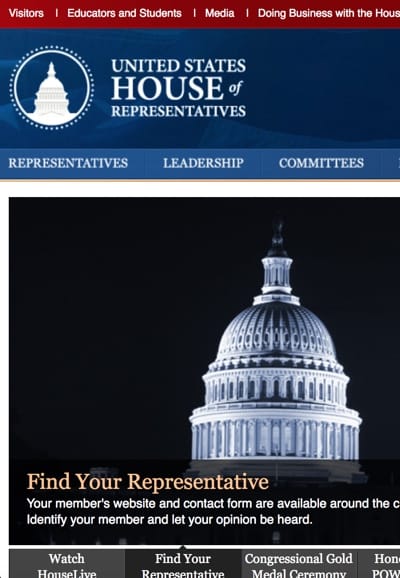 Visitors | Educators and Students | Media | Doing Business with the Hous
UNITED STATES
HOUSE of
REPRESENTATIVES
REPRESENTATIVES LEADERSHIP COMMITTEES
Find Your Representative
Your member's website and contact form are available around the c
Identify your member and let your opinion be heard.
Watch Find Your Congressional Gold Hono
HouseLive Representative Medal Ceremony POW